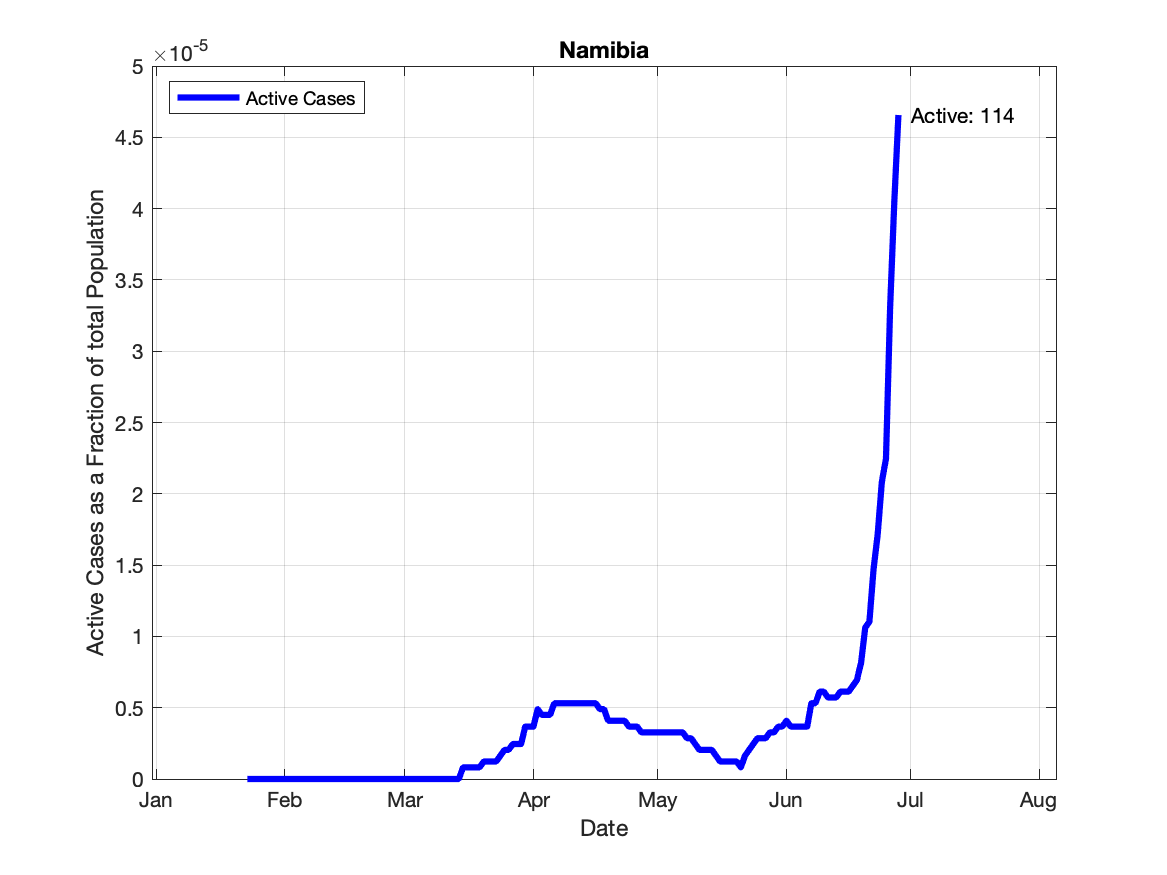 Namibia
×10-5
5
4.5
4
3.5
3
2.5
2
1.5
1
0.5
0
Active Cases as a Fraction of total Population
Active Cases
Active: 114
Jan Feb Mar Apr May Jun Jul Aug
Date